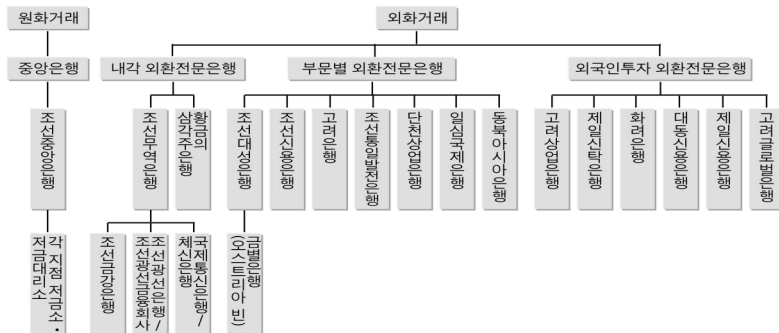 원화거래
외화거래
중앙은행
내각 외환전문은행
부문별 외환전문은행
외국인투자 외환전문은행
조선중앙은행
조선무역은행
황금의
삼각주은행
조선대성은행
조선신용은행
고려은행
조선통일발전은행
단천상업은행
일심국제은행
동북아시아은행
고려상업은행
제일신탁은행
화려은행
대동신용은행
제일신용은행
고려글로벌은행
각 지점 저금소·
저금대리소
조선금강은행
조선광선은행/
조선광선금융회사
국제통신은행/
체신은행
금별은행
(오스트리아 빈)